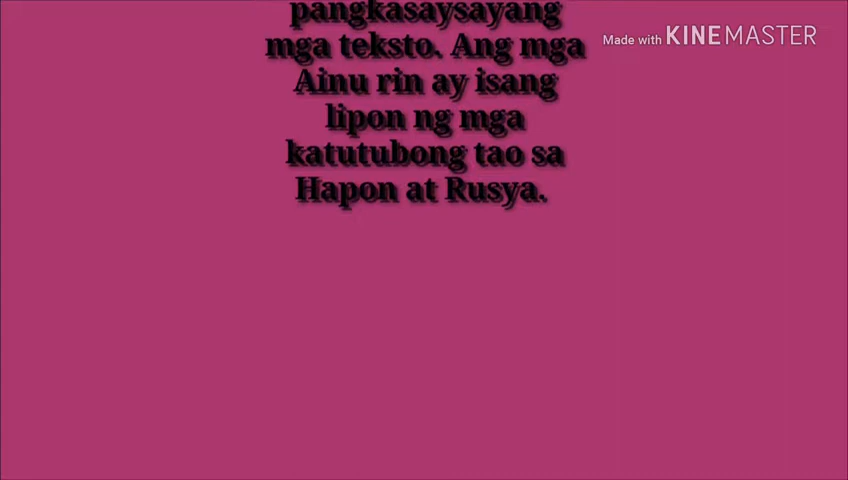 pangkasaysayang
mga teksto. Ang mga
Ainu rin ay isang
lipon ng mga
katutubong tao sa
Hapon at Rusya.
Made with KINEMASTER